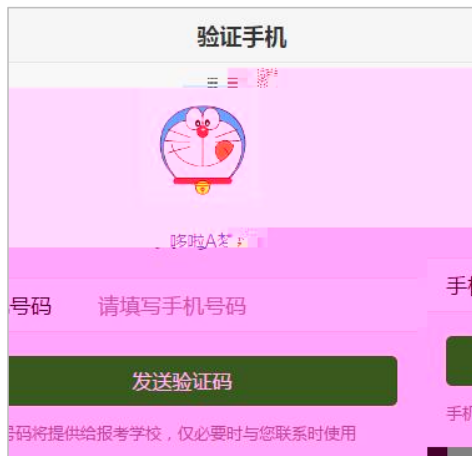 验证手机
哆啦A梦
号码 请填写手机号码
手
发送验证码
号码将提供给报考学校，仅必要时与您联系时使用
手机